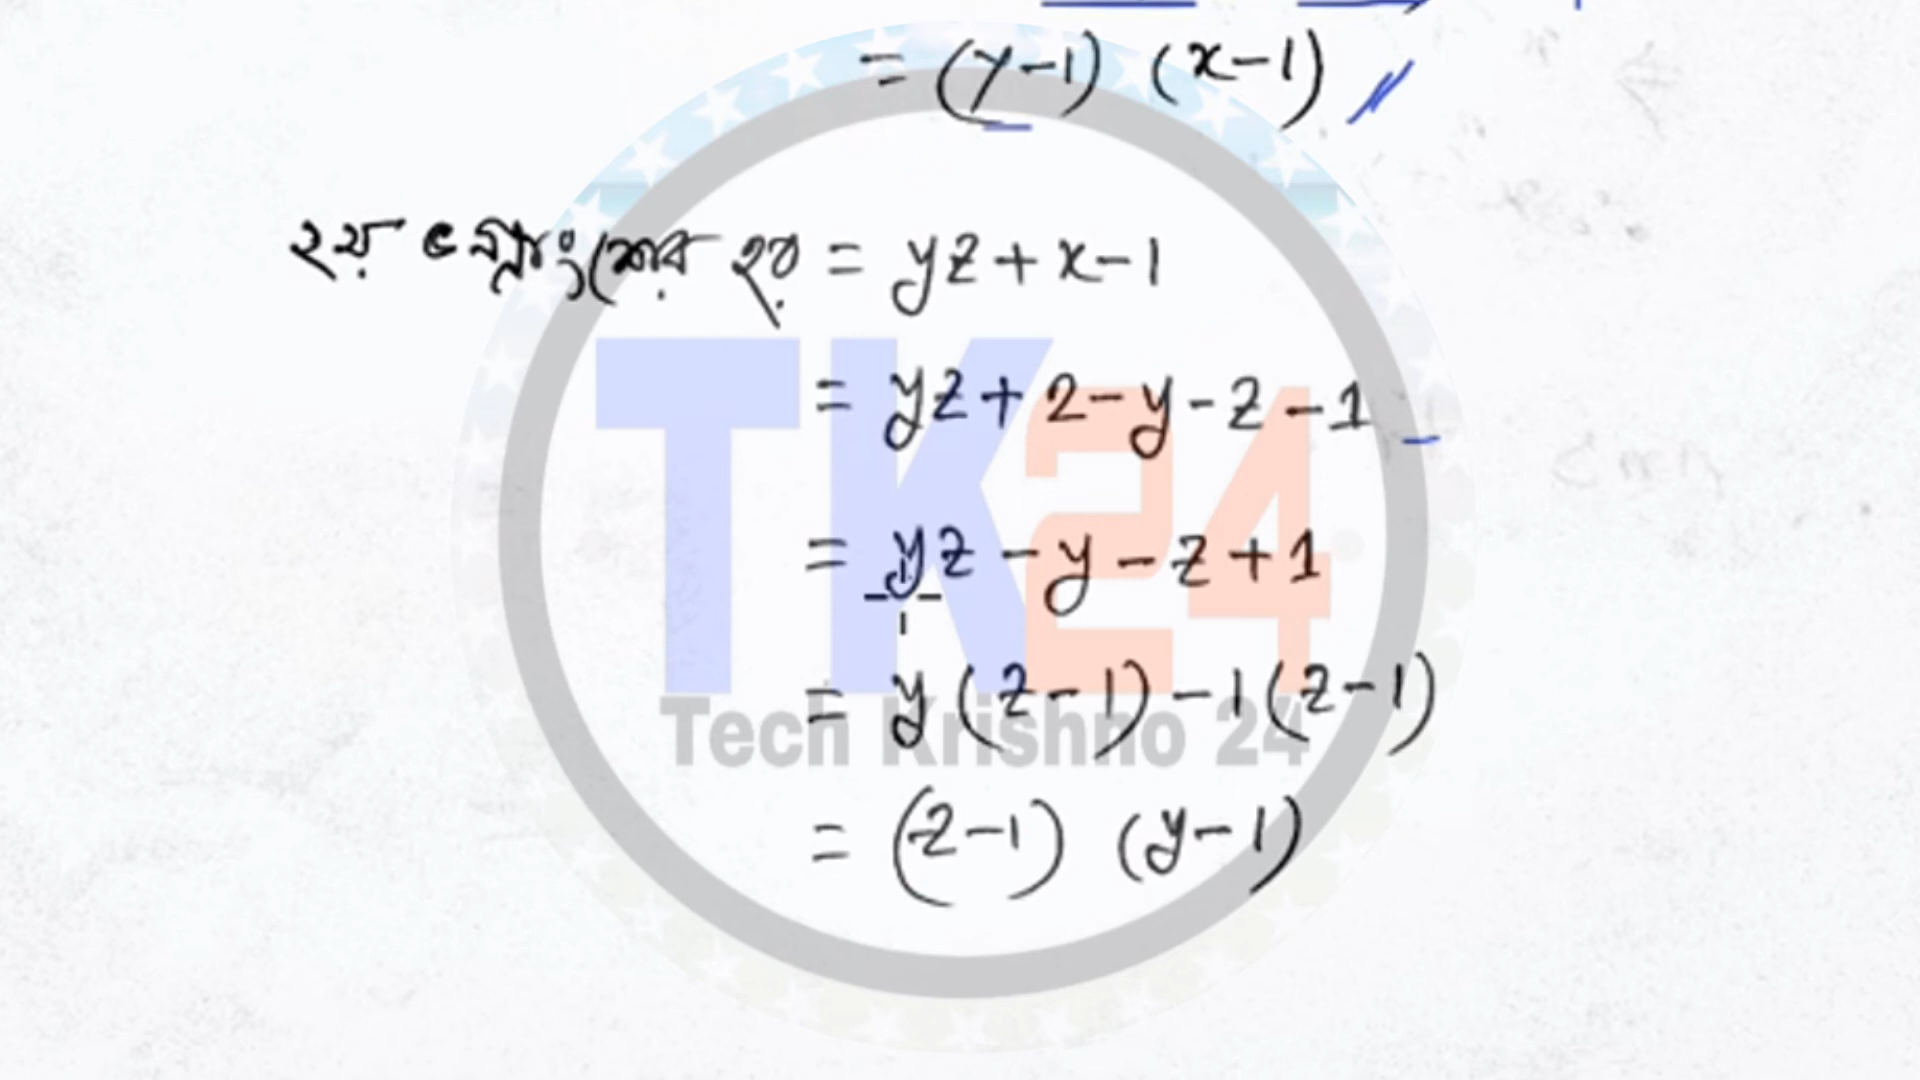 = (y-1) (x-1)
২য় ভগ্নাংশের হর = yz + x-1
= yz + 2-y-z-1
= yz -y-z+1
= y(z-1)-1(z-1)
= (z-1) (y-1)
TK24
Tech Krishno 24